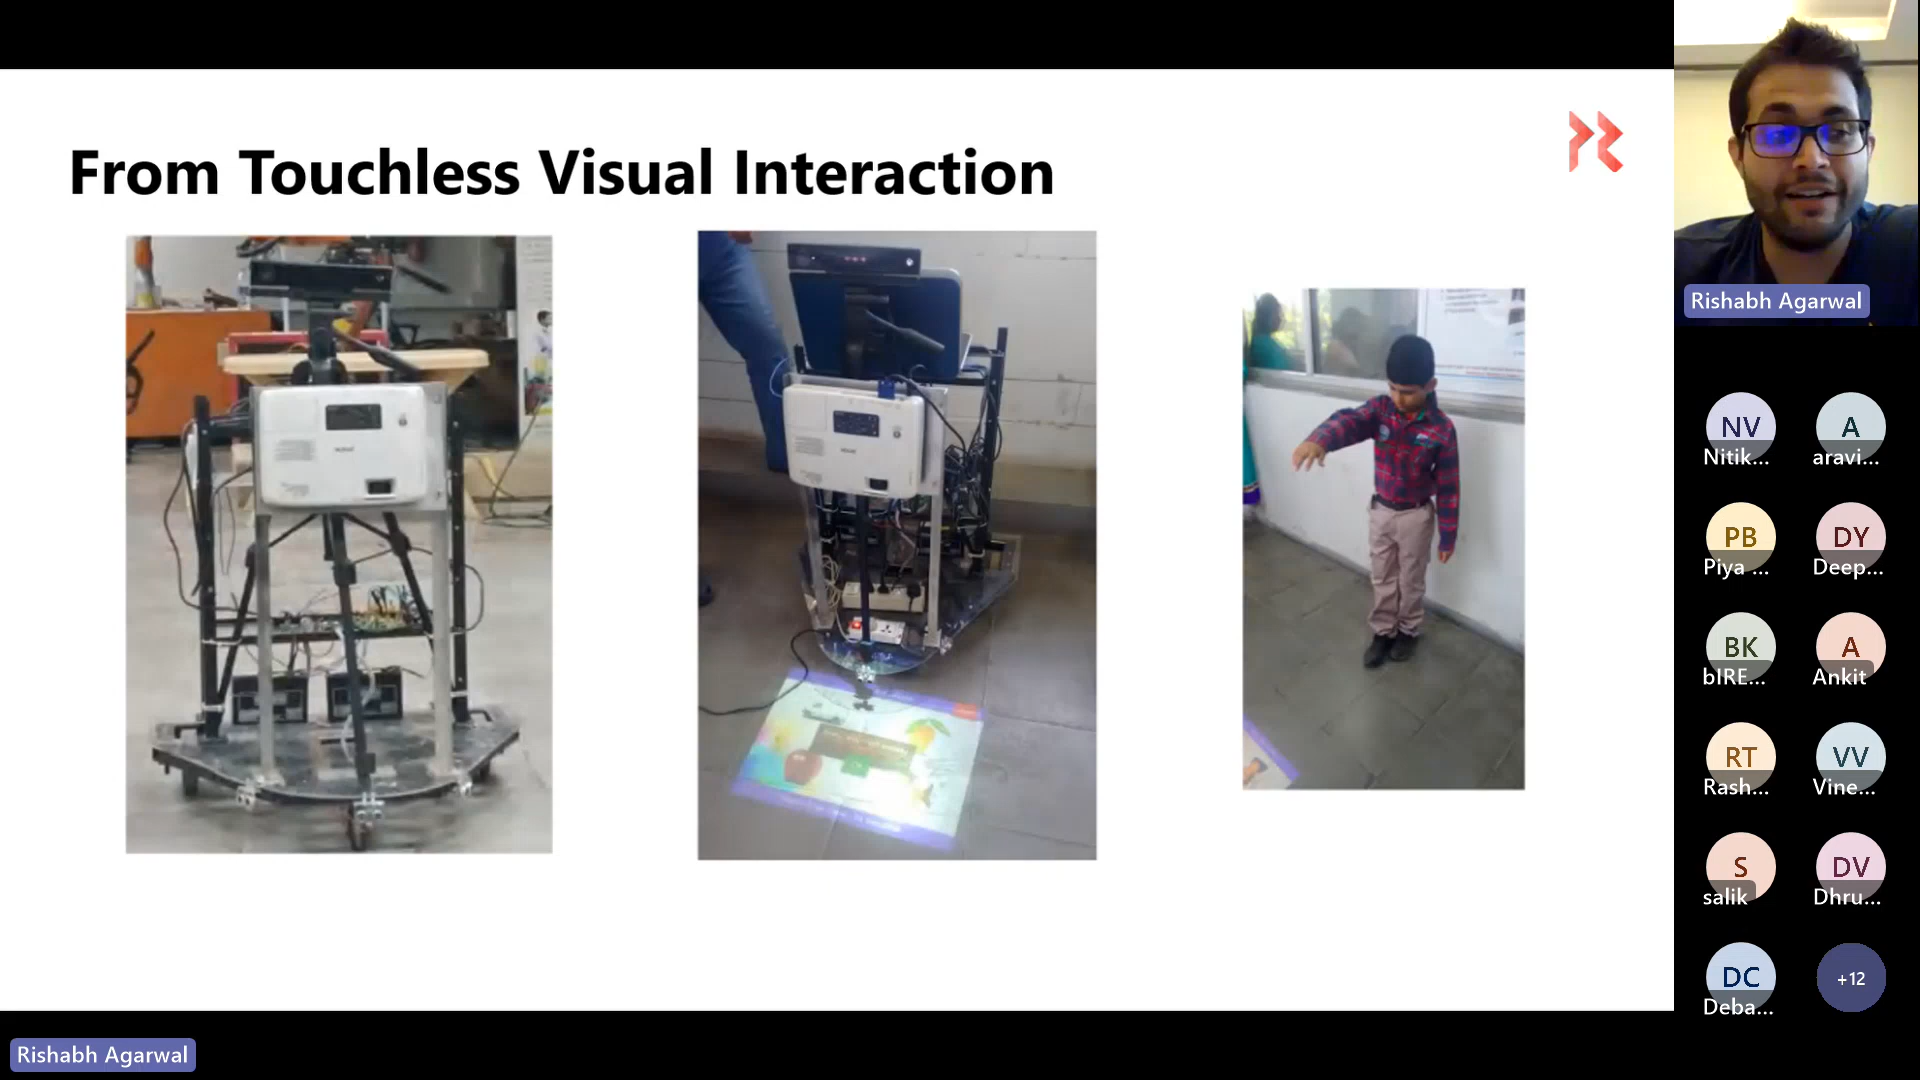 From Touchless Visual Interaction
Rishabh Agarwal
NV
Nitik...
A
aravi...
PB
Piya ...
DY
Deep...
BK
bIRE...
A
Ankit
RT
Rash...
VV
Vine...
S
salik
DV
Dhru...
DC
Deba...
+12
Rishabh Agarwal